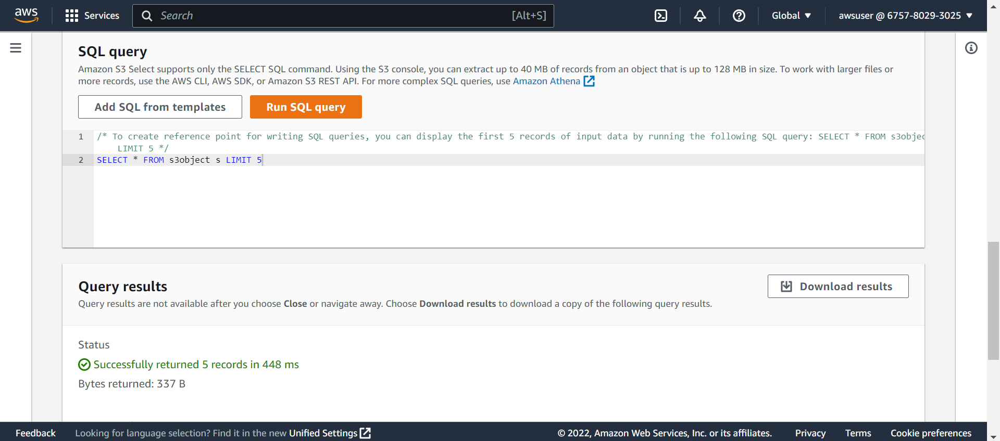 aws
Services
Search [Alt+S]
Global
awsuser @ 6757-8029-3025
SQL query
Amazon S3 Select supports only the SELECT SQL command. Using the S3 console, you can extract up to 40 MB of records from an object that is up to 128 MB in size. To work with larger files or
more records, use the AWS CLI, AWS SDK, or Amazon S3 REST API. For more complex SQL queries, use Amazon Athena
Add SQL from templates
Run SQL query
1 /* To create reference point for writing SQL queries, you can display the first 5 records of input data by running the following SQL query: SELECT * FROM s3objec
LIMIT 5 */
2 SELECT * FROM s3object s LIMIT 5
Query results
Download results
Query results are not available after you choose Close or navigate away. Choose Download results to download a copy of the following query results.
Status
Successfully returned 5 records in 448 ms
Bytes returned: 337 B
Feedback Looking for language selection? Find it in the new Unified Settings © 2022, Amazon Web Services, Inc. or its affiliates. Privacy Terms Cookie preferences